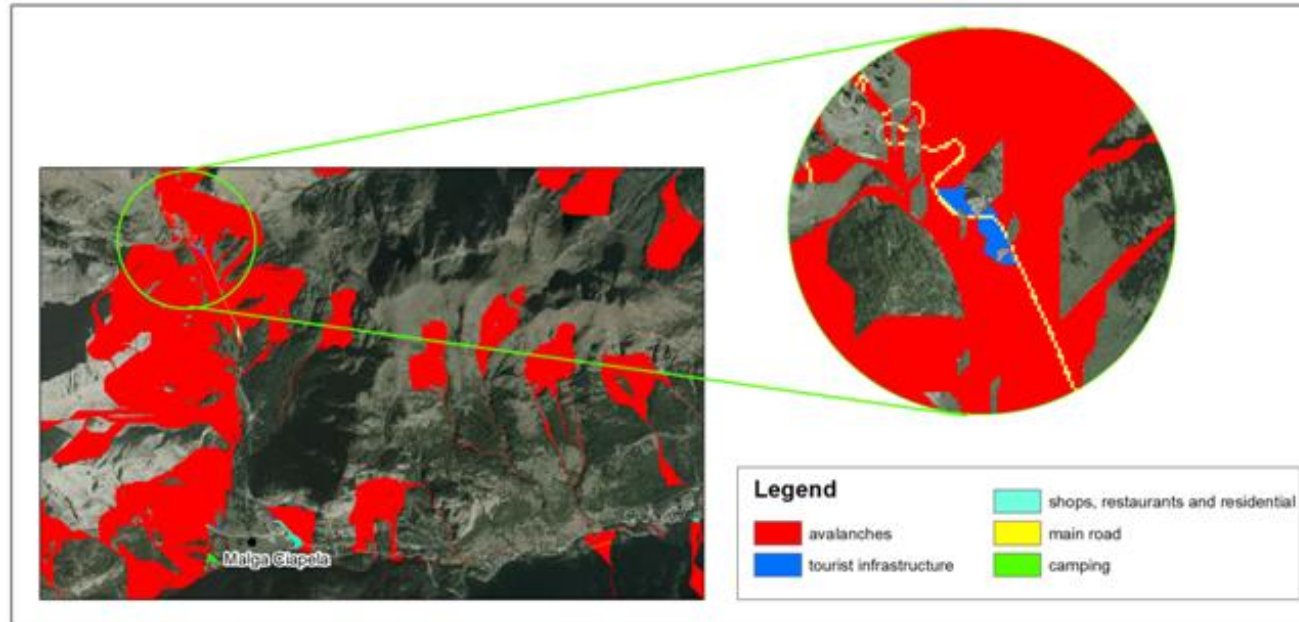 Malga Ciapela
Legend
avalanches
tourist infrastructure
shops, restaurants and residential
main road
camping